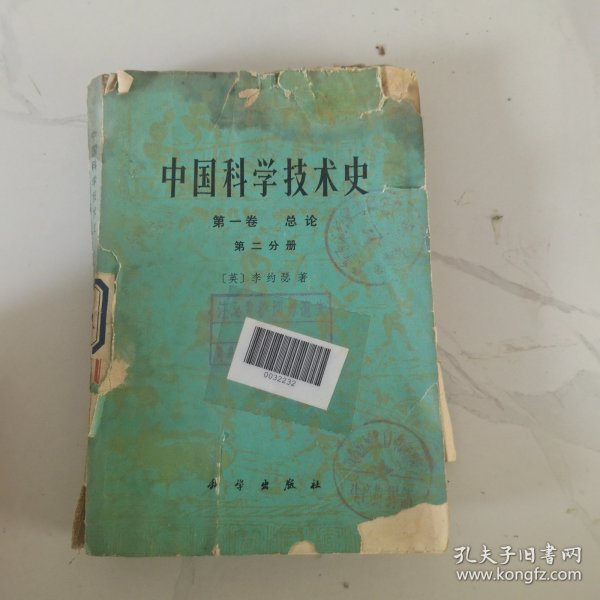 中国科学技术史
第一卷 总论
第二分册
〔英〕李约瑟 著
0032232
科学出版社
孔夫子旧书网
www.kongfz.com